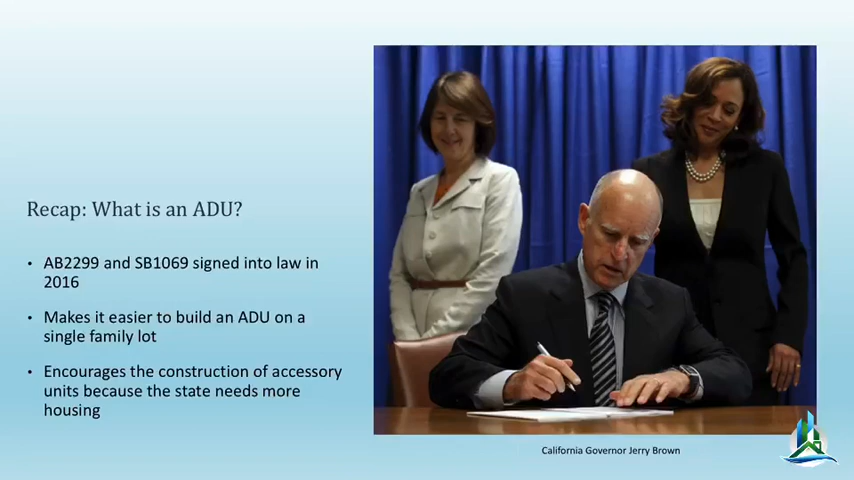 Recap: What is an ADU?
• AB2299 and SB1069 signed into law in
2016
• Makes it easier to build an ADU on a
single family lot
• Encourages the construction of accessory
units because the state needs more
housing
California Governor Jerry Brown